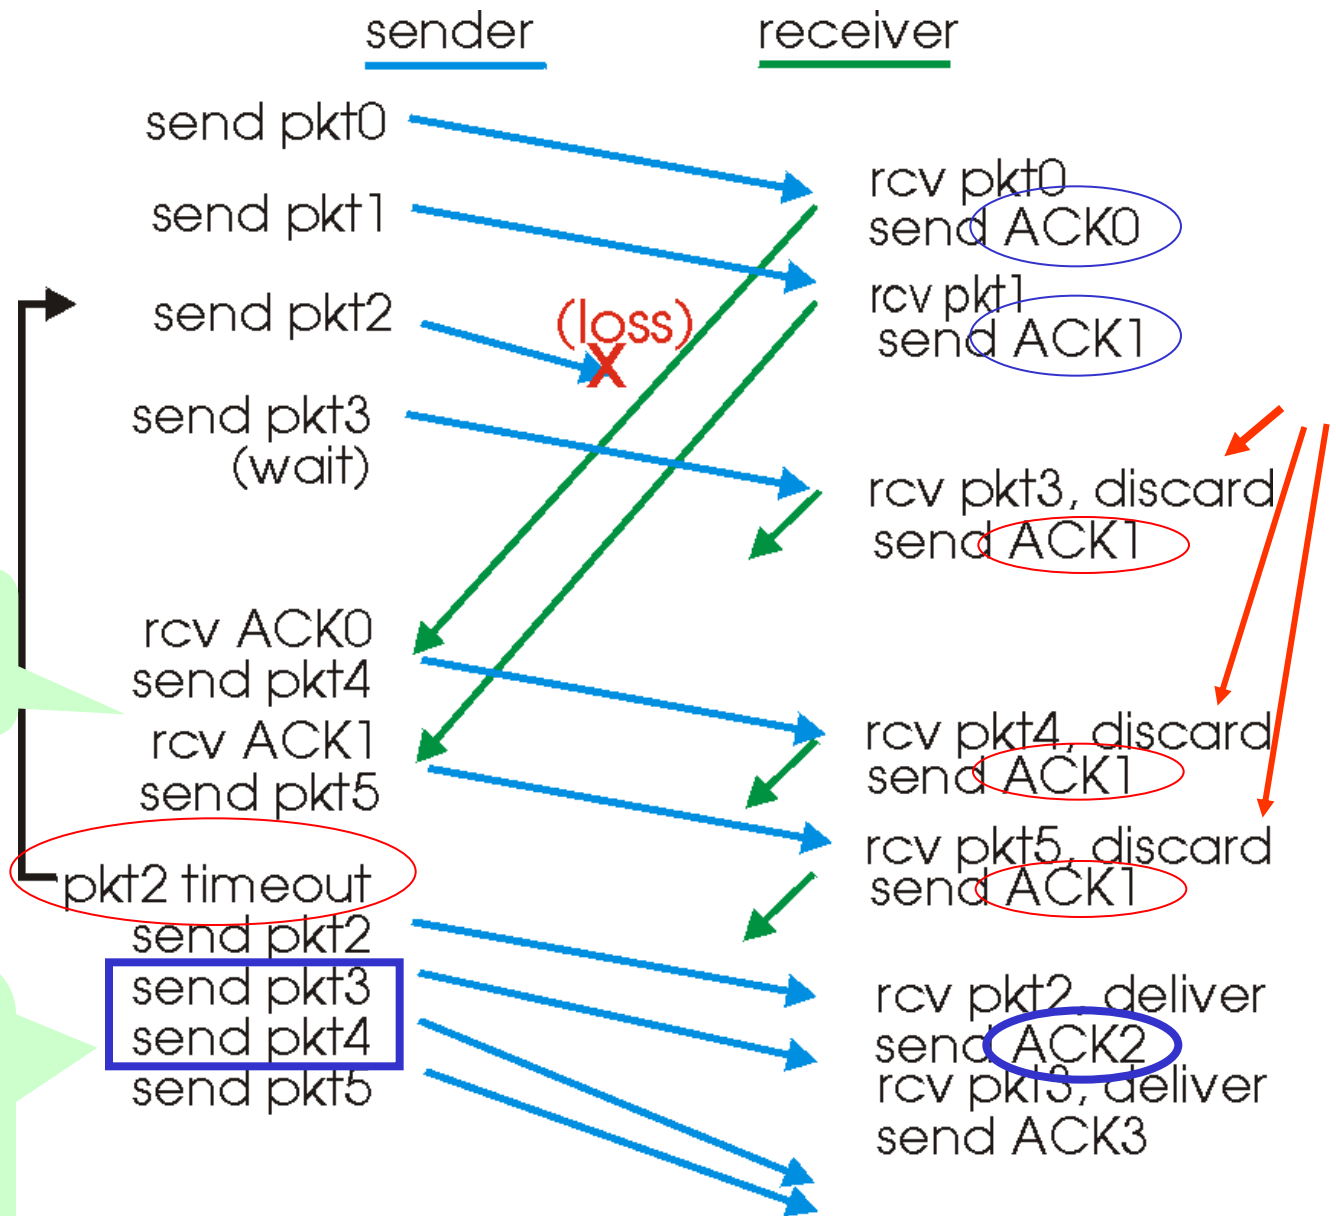 sender
receiver
send pkt0
send pkt1
send pkt2
(loss)
X
send pkt3
(wait)
rcv ACK0
send pkt4
rcv ACK1
send pkt5
pkt2 timeout
send pkt2
send pkt3
send pkt4
send pkt5
rcv pkt0
send ACK0
rcv pkt1
send ACK1
rcv pkt3, discard
send ACK1
rcv pkt4, discard
send ACK1
rcv pkt5, discard
send ACK1
rcv pkt2, deliver
send ACK2
rcv pkt3, deliver
send ACK3